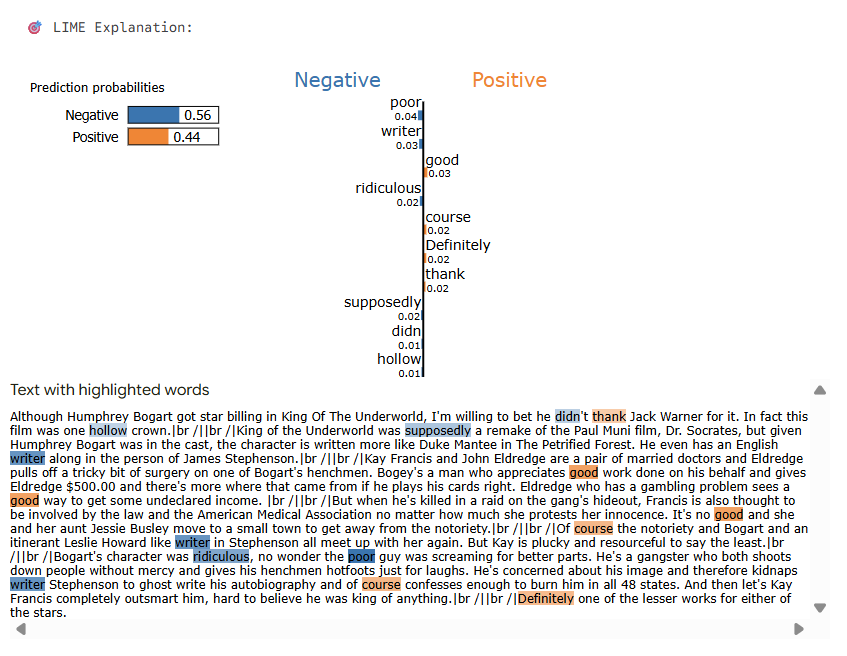 🎯 LIME Explanation:
Prediction probabilities
Negative 0.56
Positive 0.44
Negative Positive
poor
0.04
writer
0.03
good
0.03
ridiculous
0.02
course
0.02
Definitely
0.02
thank
0.02
supposedly
0.02
didn
0.01
hollow
0.01
Text with highlighted words
Although Humphrey Bogart got star billing in King Of The Underworld, I'm willing to bet he didn't thank Jack Warner for it. In fact this
film was one hollow crown.|br /||br /|King of the Underworld was supposedly a remake of the Paul Muni film, Dr. Socrates, but given
Humphrey Bogart was in the cast, the character is written more like Duke Mantee in The Petrified Forest. He even has an English
writer along in the person of James Stephenson.|br /||br /|Kay Francis and John Eldredge are a pair of married doctors and Eldredge
pulls off a tricky bit of surgery on one of Bogart's henchmen. Bogey's a man who appreciates good work done on his behalf and gives
Eldredge $500.00 and there's more where that came from if he plays his cards right. Eldredge who has a gambling problem sees a
good way to get some undeclared income. |br /||br /|But when he's killed in a raid on the gang's hideout, Francis is also thought to
be involved by the law and the American Medical Association no matter how much she protests her innocence. It's no good and she
and her aunt Jessie Busley move to a small town to get away from the notoriety.|br /||br /|Of course the notoriety and Bogart and an
itinerant Leslie Howard like writer in Stephenson all meet up with her again. But Kay is plucky and resourceful to say the least.|br
/||br /|Bogart's character was ridiculous, no wonder the poor guy was screaming for better parts. He's a gangster who both shoots
down people without mercy and gives his henchmen hotfoots just for laughs. He's concerned about his image and therefore kidnaps
writer Stephenson to ghost write his autobiography and of course confesses enough to burn him in all 48 states. And then let's Kay
Francis completely outsmart him, hard to believe he was king of anything.|br /||br /|Definitely one of the lesser works for either of
the stars.